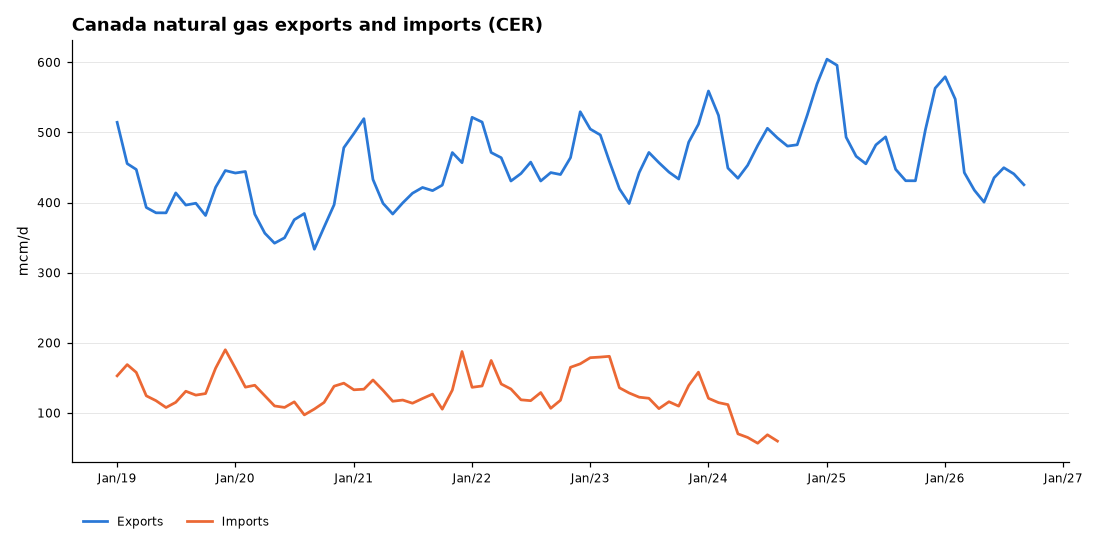 Canada natural gas exports and imports (CER)
mcm/d
600
500
400
300
200
100
Jan/19 Jan/20 Jan/21 Jan/22 Jan/23 Jan/24 Jan/25 Jan/26 Jan/27
Exports Imports